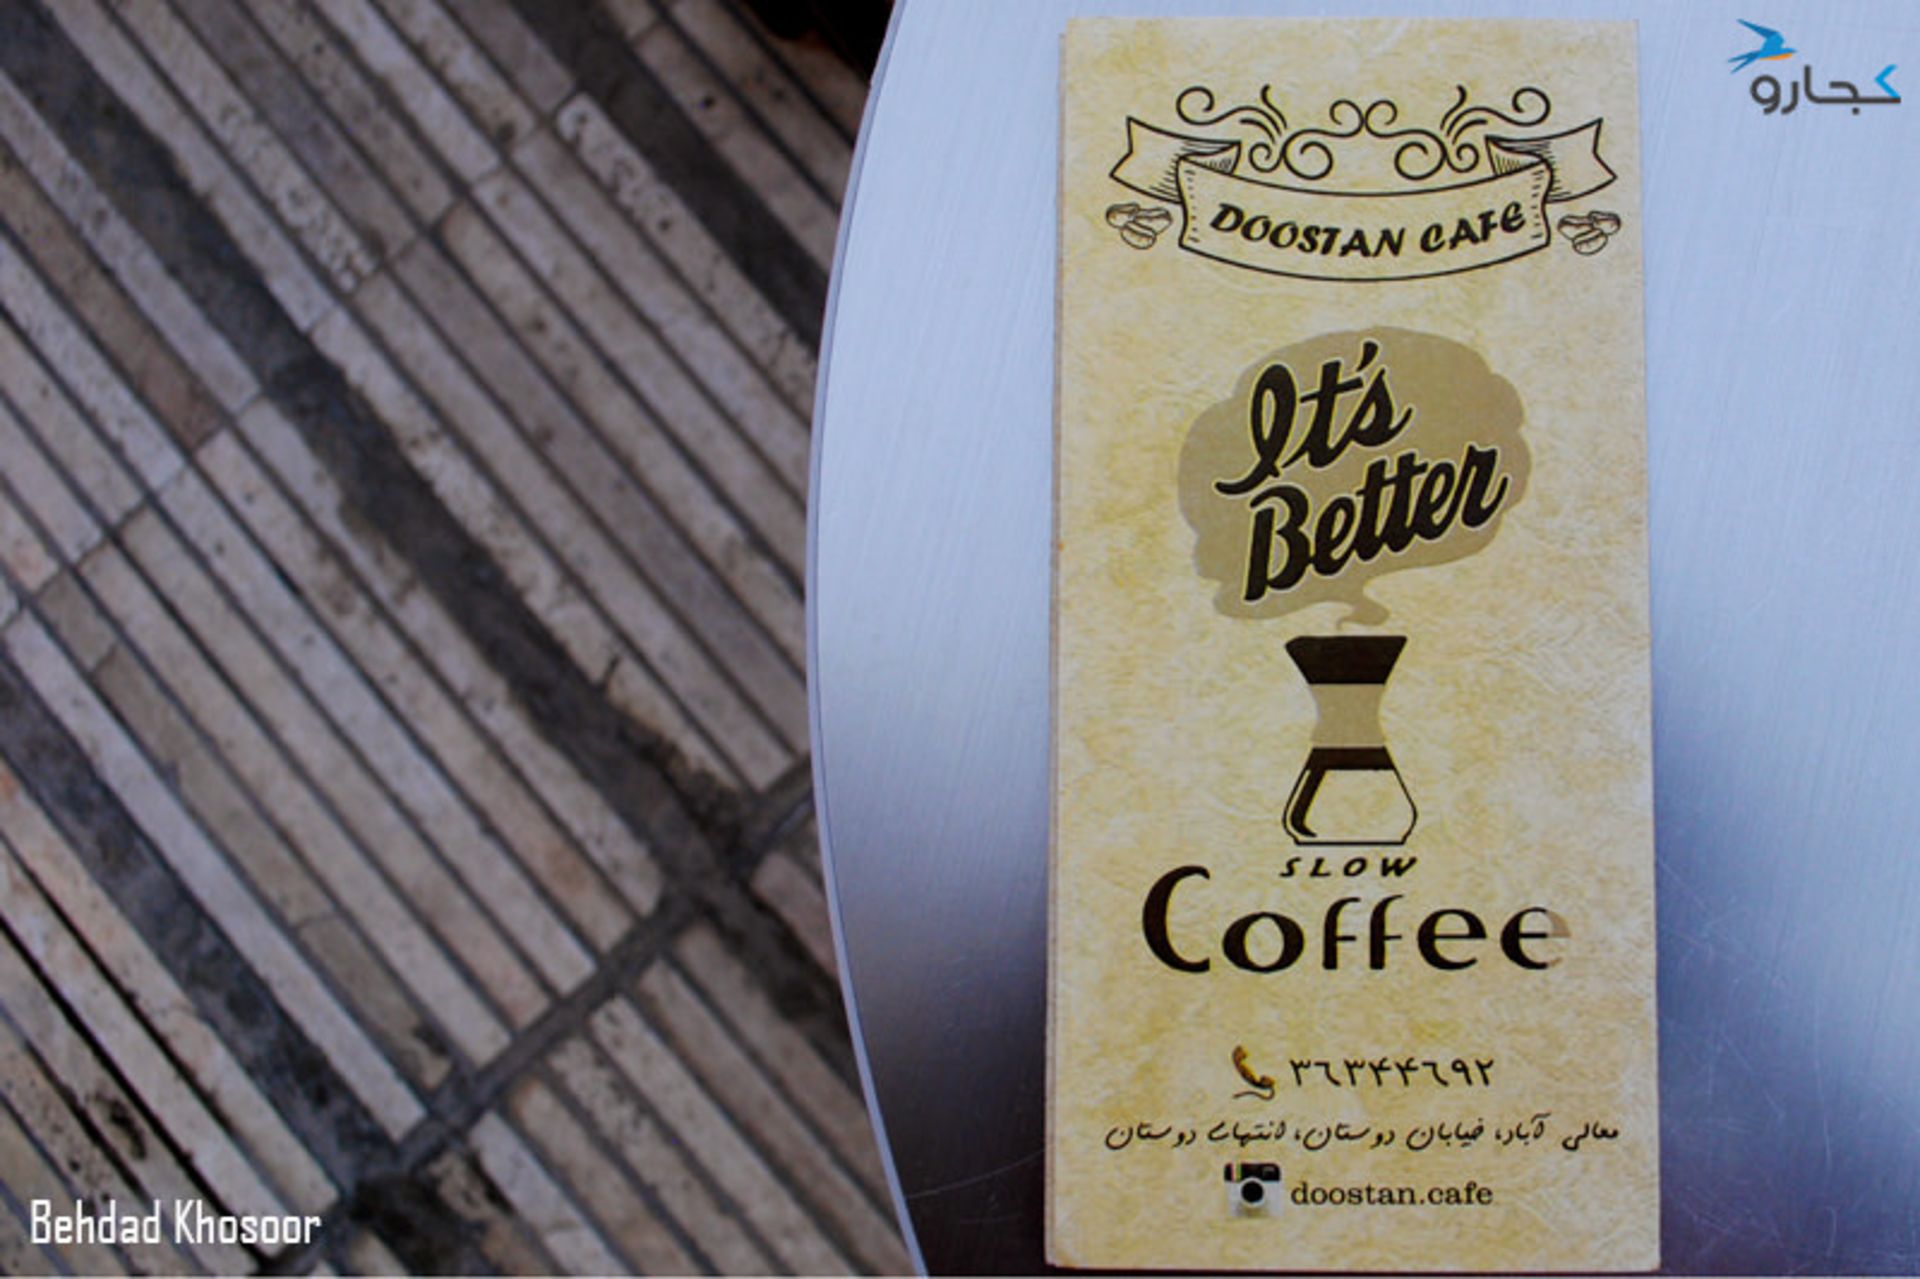 کجارو
DOOSTAN CAFE
It's
Better
SLOW
Coffee
۳۶۳۴۴۶۹۲
معالی آباد، خیابان دوستان، انتهای دوستان
doostan.cafe
Behdad Khosoor